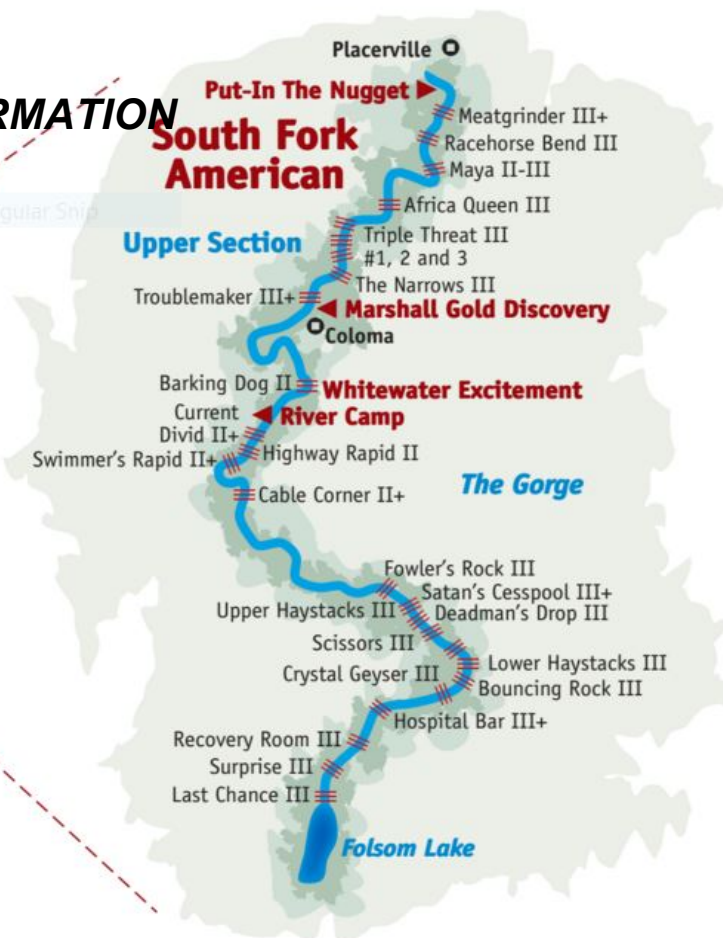 Placerville
Put-In The Nugget
RMATION
South Fork
American
Meatgrinder III+
Racehorse Bend III
Maya II-III
gular Snip
Africa Queen III
Upper Section
Triple Threat III
#1, 2 and 3
The Narrows III
Troublemaker III+
Marshall Gold Discovery
Coloma
Barking Dog II
Whitewater Excitement
River Camp
Current
Divid II+
Highway Rapid II
Swimmer's Rapid II+
Cable Corner II+
The Gorge
Fowler's Rock III
Satan's Cesspool III+
Upper Haystacks III
Deadman's Drop III
Scissors III
Lower Haystacks III
Crystal Geyser III
Bouncing Rock III
Hospital Bar III+
Recovery Room III
Surprise III
Last Chance III
Folsom Lake